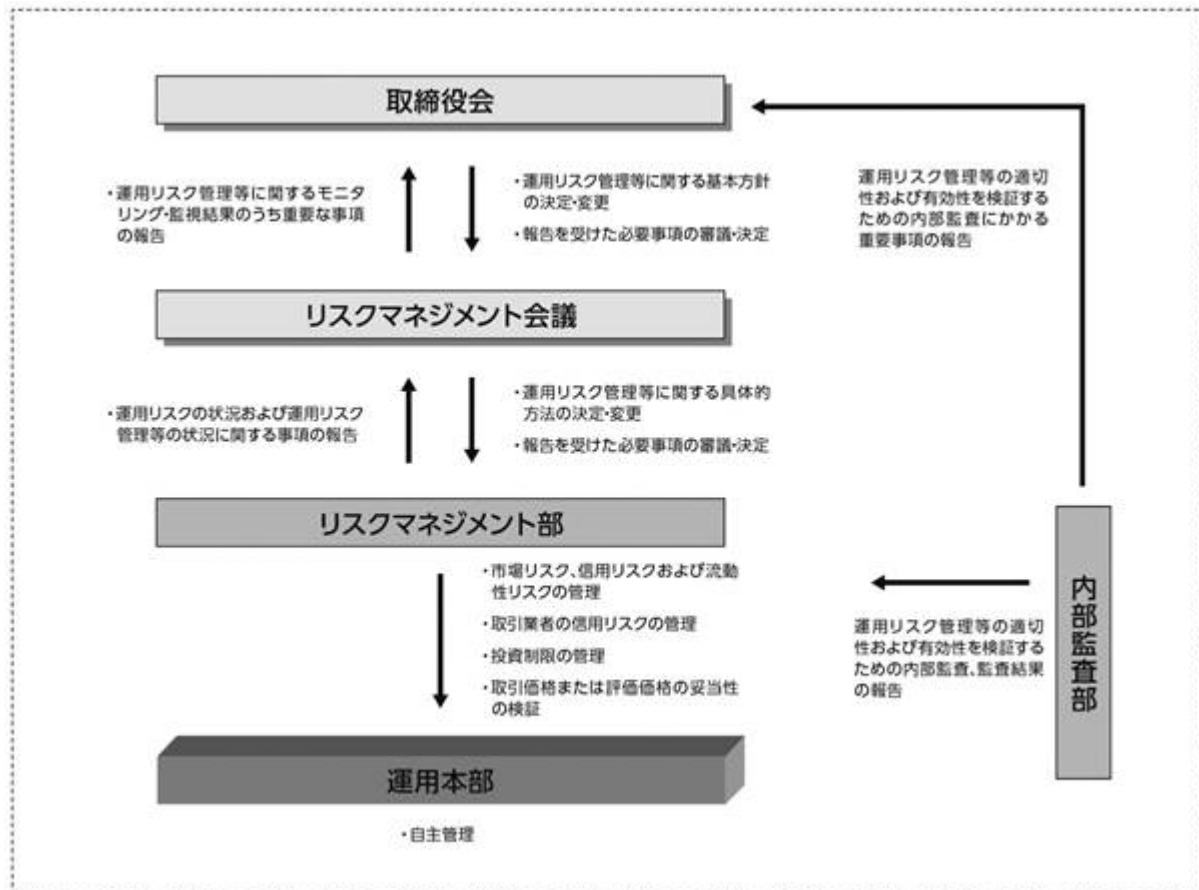 取締役会
・運用リスク管理等に関するモニタ
リング・監視結果のうち重要な事項
の報告
・運用リスク管理等に関する基本方針
の決定・変更
・報告を受けた必要事項の審議・決定
運用リスク管理等の適切
性および有効性を検証する
ための内部監査にかかる
重要事項の報告
リスクマネジメント会議
・運用リスクの状況および運用リスク
管理等の状況に関する事項の報告
・運用リスク管理等に関する具体的
方法の決定・変更
・報告を受けた必要事項の審議・決定
リスクマネジメント部
・市場リスク、信用リスクおよび流動
性リスクの管理
・取引業者の信用リスクの管理
・投資制限の管理
・取引価格または評価価格の妥当性
の検証
運用リスク管理等の適切
性および有効性を検証する
ための内部監査、監査結果
の報告
内部監査部
運用本部
・自主管理